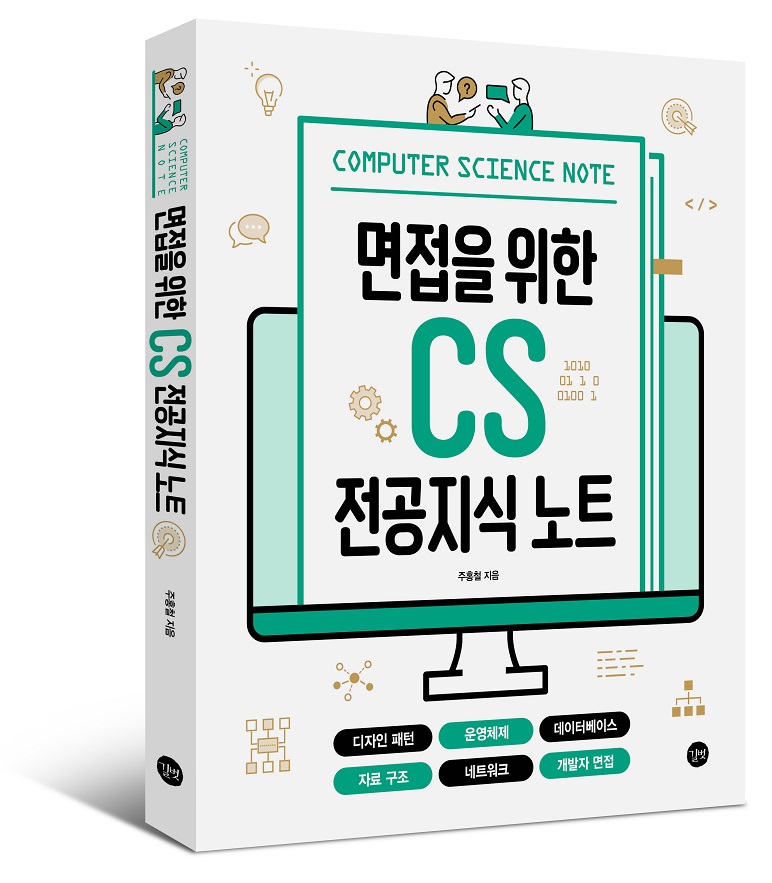 COMPUTER
SCIENCE
NOTE
면접을 위한 CS 전공지식 노트
주홍철 지음
길벗
COMPUTER SCIENCE NOTE
?
</>
면접을 위한
CS
1010
01 1 0
0100 1
전공지식 노트
주홍철 지음
디자인 패턴
운영체제
데이터베이스
자료 구조
네트워크
개발자 면접
길벗